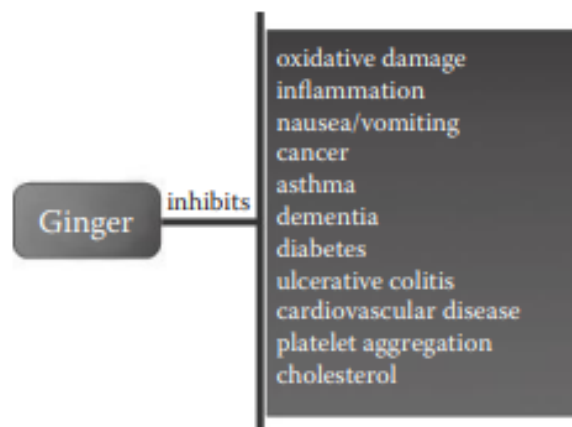 Ginger
inhibits
oxidative damage
inflammation
nausea/vomiting
cancer
asthma
dementia
diabetes
ulcerative colitis
cardiovascular disease
platelet aggregation
cholesterol